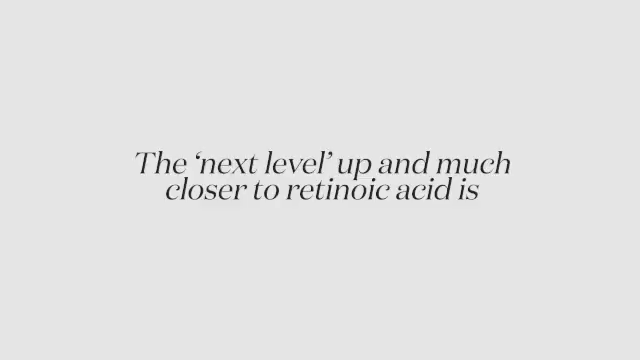 The ‘next level’ up and much
closer to retinoic acid is